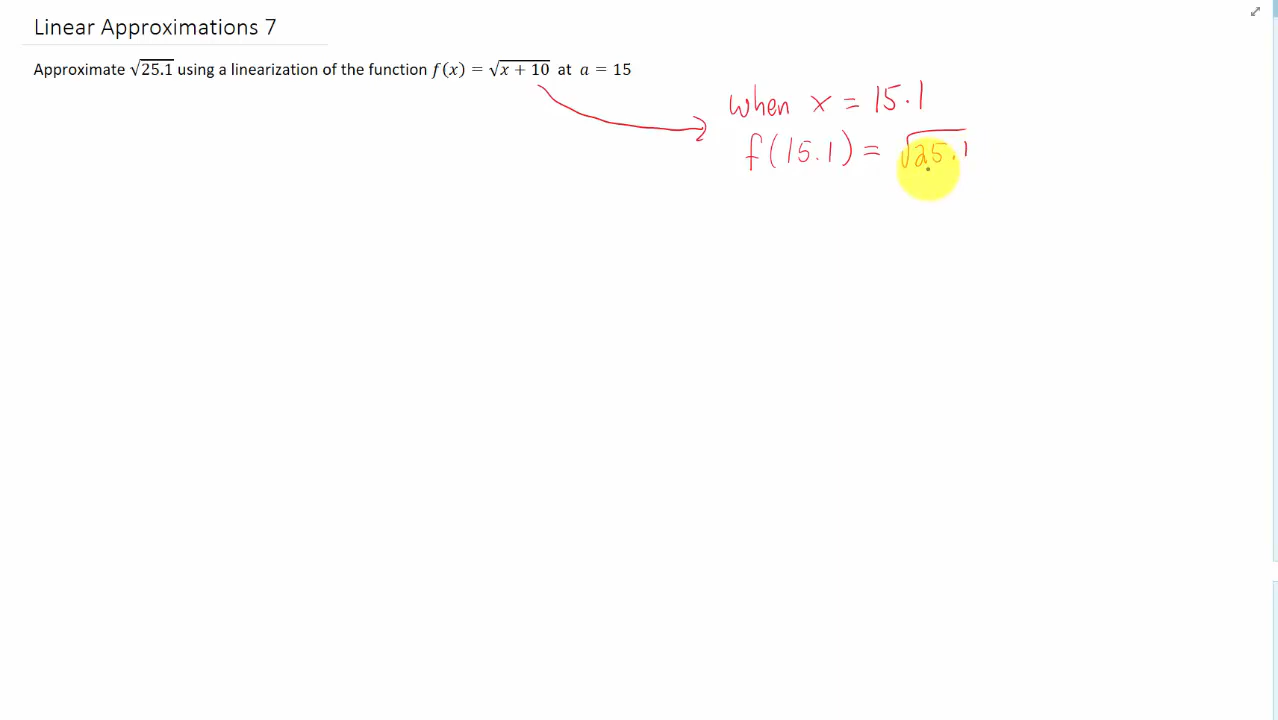 Linear Approximations 7
Approximate √25.1 using a linearization of the function f(x) = √x + 10 at a = 15
when x = 15.1
f(15.1) = √25.1